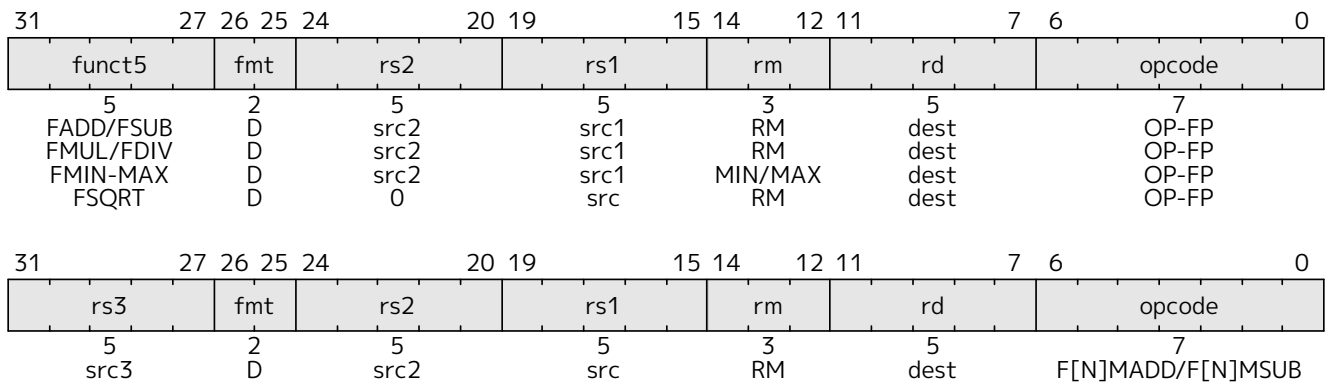 31 27 26 25 24 20 19 15 14 12 11 7 6 0
funct5 fmt rs2 rs1 rm rd opcode
5 2 5 5 3 5 7
FADD/FSUB D src2 src1 RM dest OP-FP
FMUL/FDIV D src2 src1 RM dest OP-FP
FMIN-MAX D src2 src1 MIN/MAX dest OP-FP
FSQRT D 0 src RM dest OP-FP
31 27 26 25 24 20 19 15 14 12 11 7 6 0
rs3 fmt rs2 rs1 rm rd opcode
5 2 5 5 3 5 7
src3 D src2 src RM dest F[N]MADD/F[N]MSUB